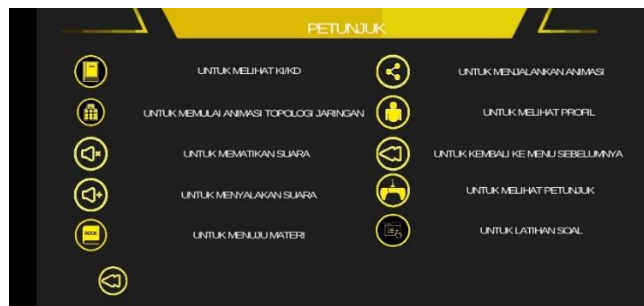 PETUNJUK
UNTUK MELIHAT KI/KD
UNTUK MEMULAI ANIMASI TOPOLOGI JARINGAN
UNTUK MEMATIKAN SUARA
UNTUK MENYALAKAN SUARA
BOOK
UNTUK MENUJU MATERI
UNTUK MENJALANKAN ANIMASI
UNTUK MELIHAT PROFIL
UNTUK KEMBALI KE MENU SEBELUMNYA
UNTUK MELIHAT PETUNJUK
UNTUK LATIHAN SOAL